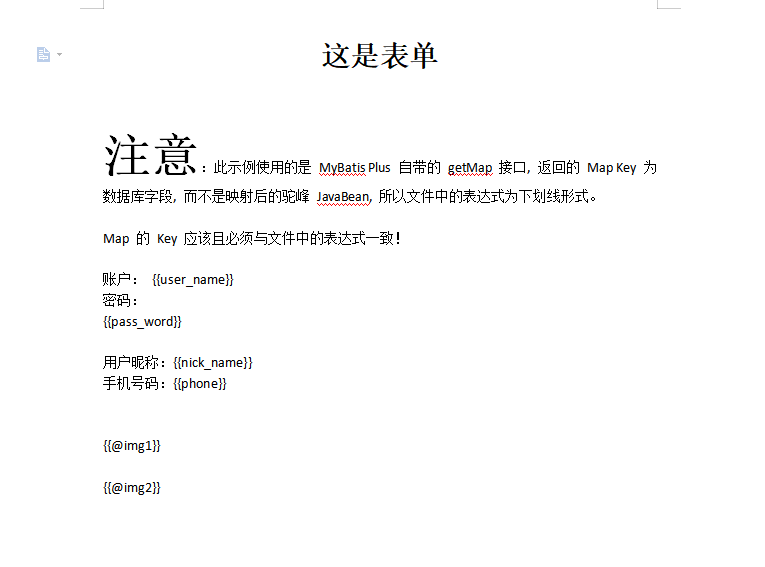 这是表单
注意：此示例使用的是 MyBatis Plus 自带的 getMap 接口, 返回的 Map Key 为
数据库字段, 而不是映射后的驼峰 JavaBean, 所以文件中的表达式为下划线形式。
Map 的 Key 应该且必须与文件中的表达式一致！
账户： {{user_name}}
密码：
{{pass_word}}
用户昵称：{{nick_name}}
手机号码：{{phone}}
{{@img1}}
{{@img2}}